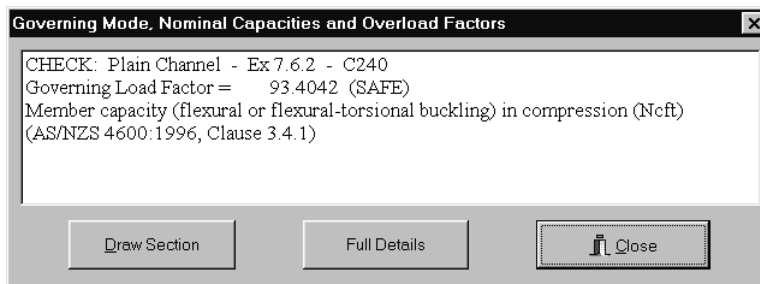 Governing Mode, Nominal Capacities and Overload Factors
CHECK: Plain Channel - Ex 7.6.2 - C240
Governing Load Factor = 93.4042 (SAFE)
Member capacity (flexural or flexural-torsional buckling) in compression (Ncft)
(AS/NZS 4600:1996, Clause 3.4.1)
Draw Section Full Details Close